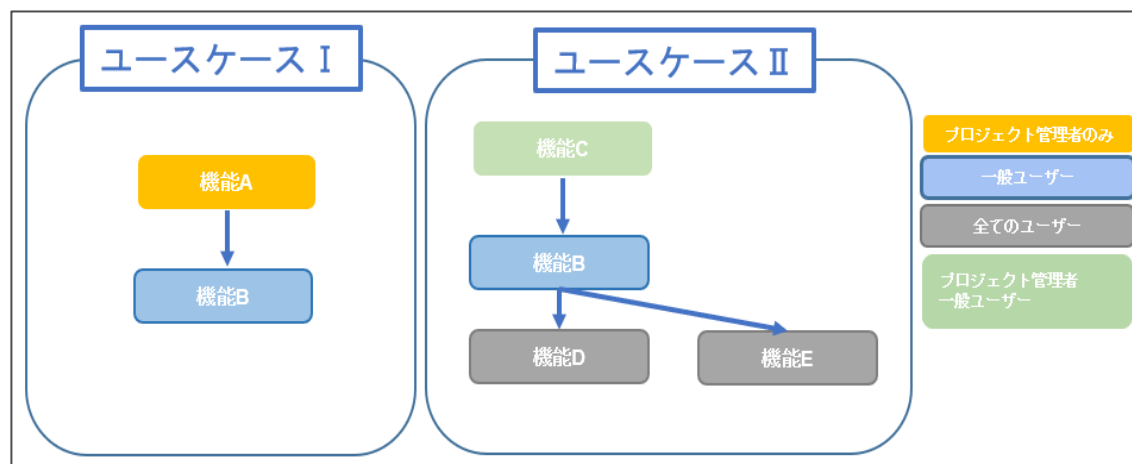 ユースケースⅠ
機能A
機能B
ユースケースⅡ
機能C
機能B
機能D
機能E
プロジェクト管理者のみ
一般ユーザー
全てのユーザー
プロジェクト管理者
一般ユーザー